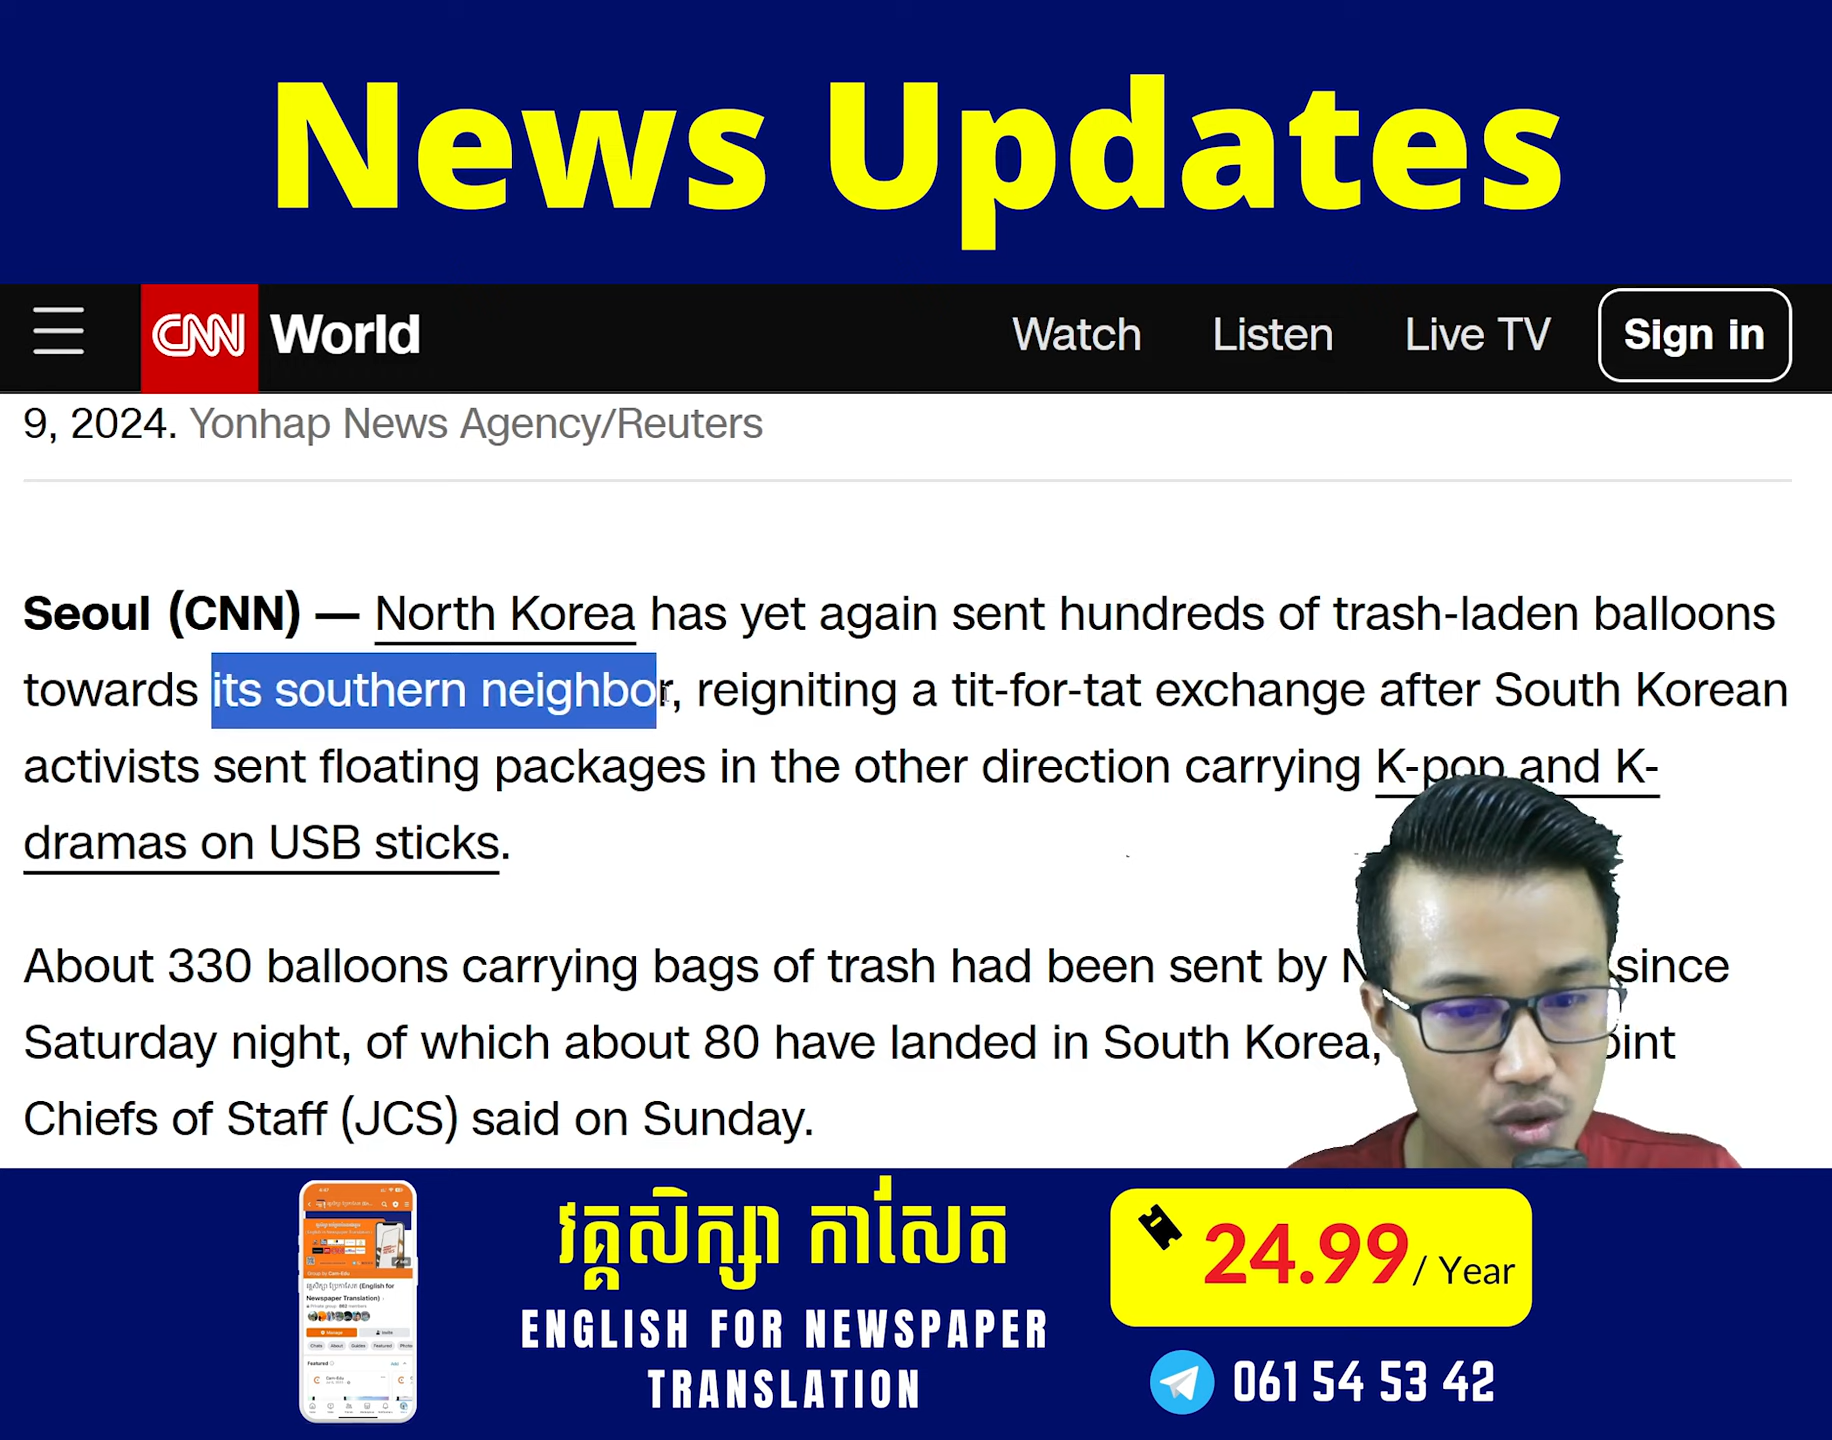 News Updates
CNN World Watch Listen Live TV Sign in
9, 2024. Yonhap News Agency/Reuters
Seoul (CNN) — North Korea has yet again sent hundreds of trash-laden balloons
towards its southern neighbor, reigniting a tit-for-tat exchange after South Korean
activists sent floating packages in the other direction carrying K-pop and K-
dramas on USB sticks.
About 330 balloons carrying bags of trash had been sent by since
Saturday night, of which about 80 have landed in South Korea,
Chiefs of Staff (JCS) said on Sunday.
វគ្គសិក្សា កាសែត
ENGLISH FOR NEWSPAPER
TRANSLATION
24.99 / Year
061 54 53 42
(English for
Newspaper Translation)
Featured